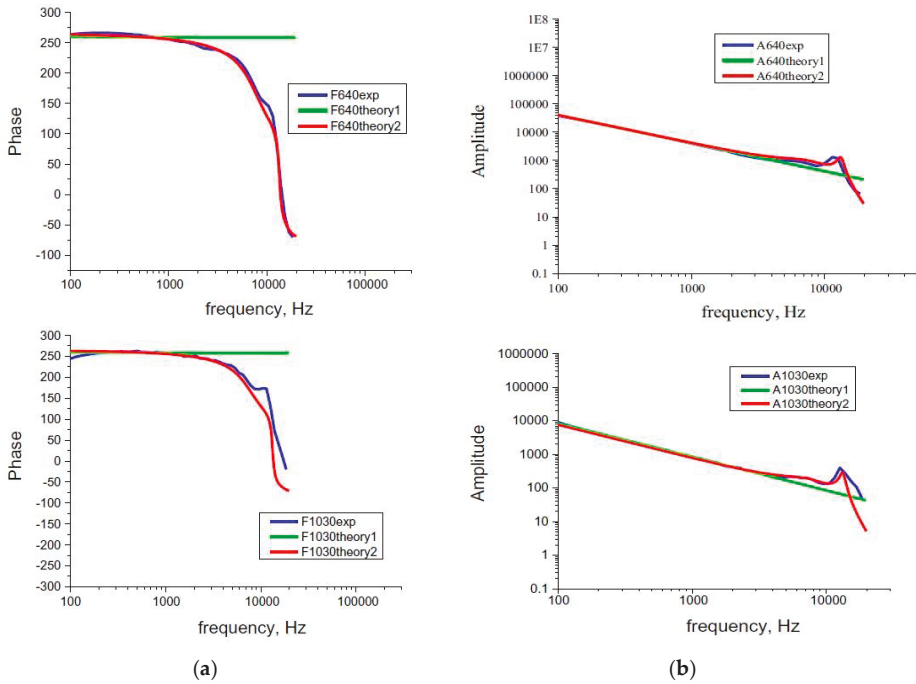 300
250
200
150
100
50
0
-50
-100
Phase
F640exp
F640theory1
F640theory2
100 1000 10000 100000
frequency, Hz
1E8
1E7
1000000
100000
10000
1000
100
10
1
0.1
Amplitude
A640exp
A640theory1
A640theory2
100 1000 10000
frequency, Hz
300
250
200
150
100
50
0
-50
-100
-150
-200
-250
-300
Phase
F1030exp
F1030theory1
F1030theory2
100 1000 10000 100000
frequency, Hz
1000000
100000
10000
1000
100
10
1
0.1
Amplitude
A1030exp
A1030theory1
A1030theory2
100 1000 10000
frequency, Hz
(a) (b)